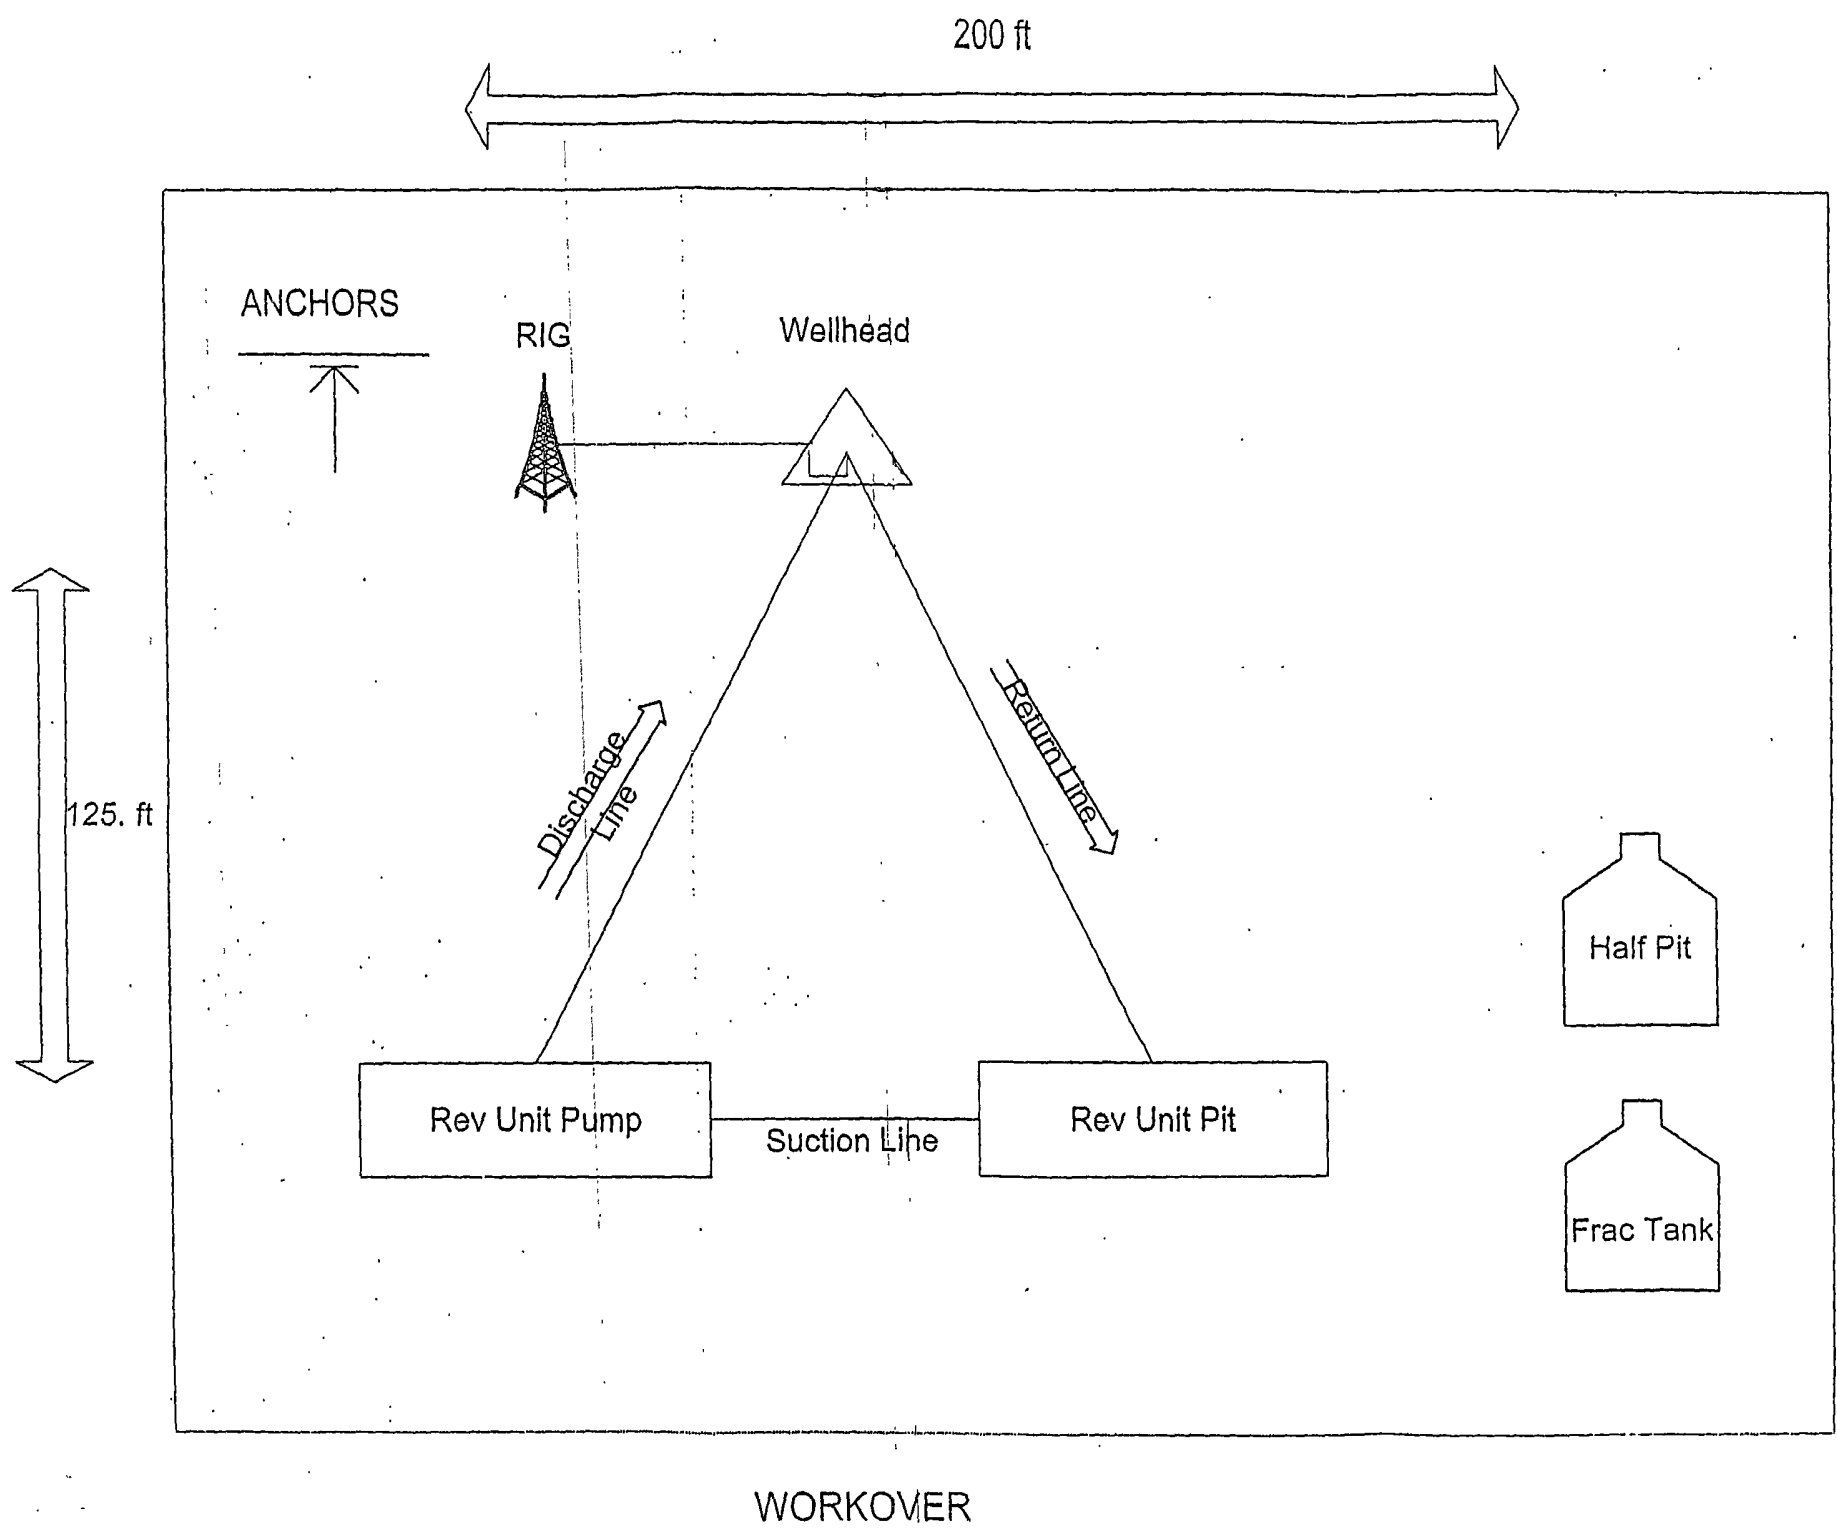 200 ft
ANCHORS
RIG
Wellhead
Discharge
Line
Return Line
125. ft
Half Pit
Rev Unit Pump
Suction Line
Rev Unit Pit
Frac Tank
WORKOVER